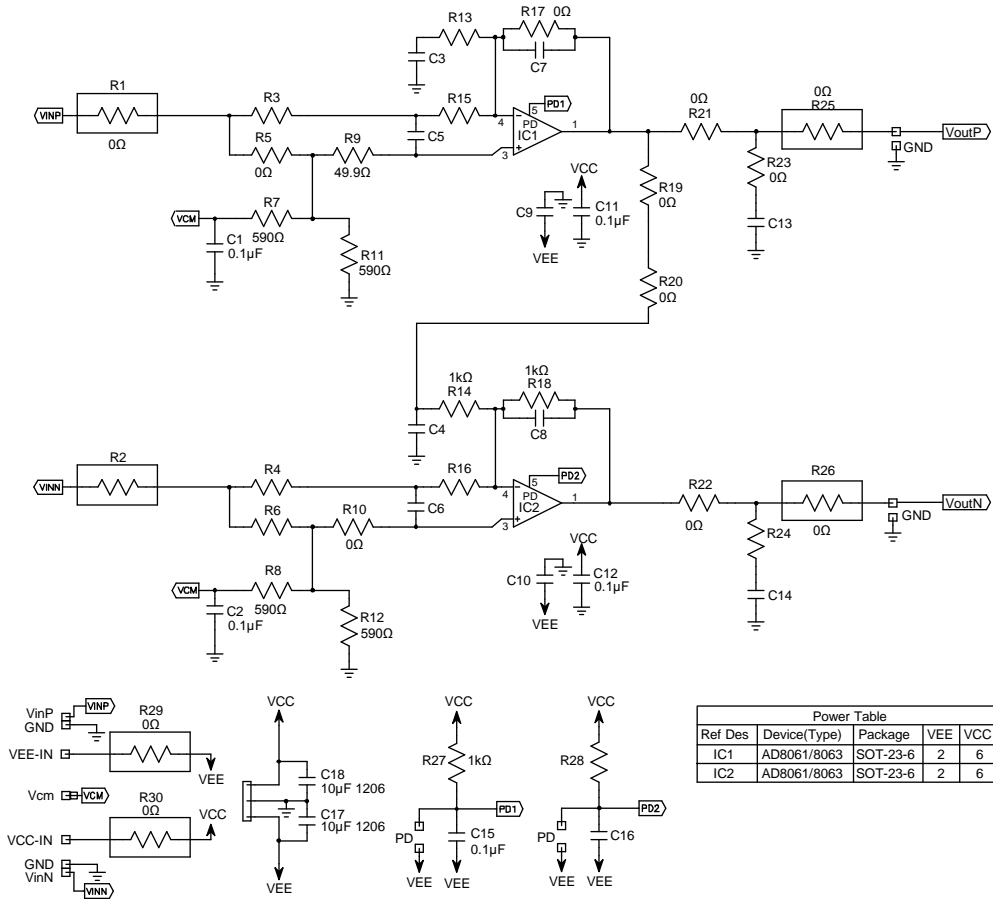 R13
R17 0Ω
C3
C7
R1
VINP
0Ω
R3
R15
C5
4
5
PD1
PD
IC1
1
3
R5
0Ω
R9
49.9Ω
0Ω
R21
0Ω
R25
VoutP
GND
R23
0Ω
C13
R19
0Ω
VCC
C9
C11
0.1µF
VEE
VCM
R7
590Ω
C1
0.1µF
R11
590Ω
R20
0Ω
1kΩ
R14
1kΩ
R18
C4
C8
R2
VINN
R4
R16
C6
4
5
PD2
PD
IC2
1
3
R6
R10
0Ω
R22
0Ω
R26
0Ω
VoutN
GND
R24
C14
VCC
C10
C12
0.1µF
VEE
VCM
R8
590Ω
C2
0.1µF
R12
590Ω
VinP
VINP
GND
R29
0Ω
VEE-IN
VEE
Vcm
VCM
R30
0Ω
VCC
VCC-IN
GND
VinN
VINN
VCC
C18
10µF 1206
C17
10µF 1206
VEE
VCC
R27
1kΩ
PD1
PD
C15
0.1µF
VEE
VEE
VCC
R28
PD2
PD
C16
VEE
VEE
Power Table
Ref Des Device(Type) Package VEE VCC
IC1 AD8061/8063 SOT-23-6 2 6
IC2 AD8061/8063 SOT-23-6 2 6